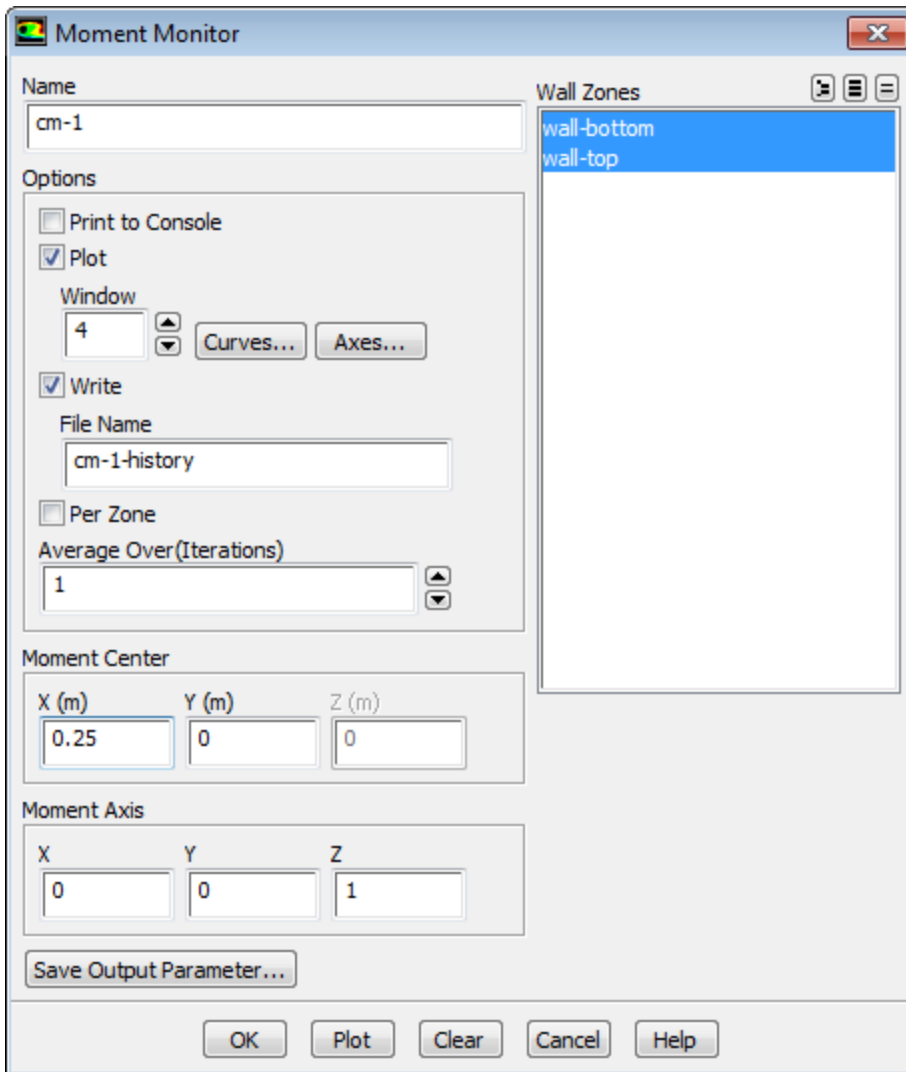 Moment Monitor
Name
cm-1
Options
Print to Console
Plot
Window
4
Curves...
Axes...
Write
File Name
cm-1-history
Per Zone
Average Over(Iterations)
1
Moment Center
X (m)
Y (m)
Z (m)
0.25
0
0
Moment Axis
X
Y
Z
0
0
1
Save Output Parameter...
Wall Zones
wall-bottom
wall-top
OK
Plot
Clear
Cancel
Help